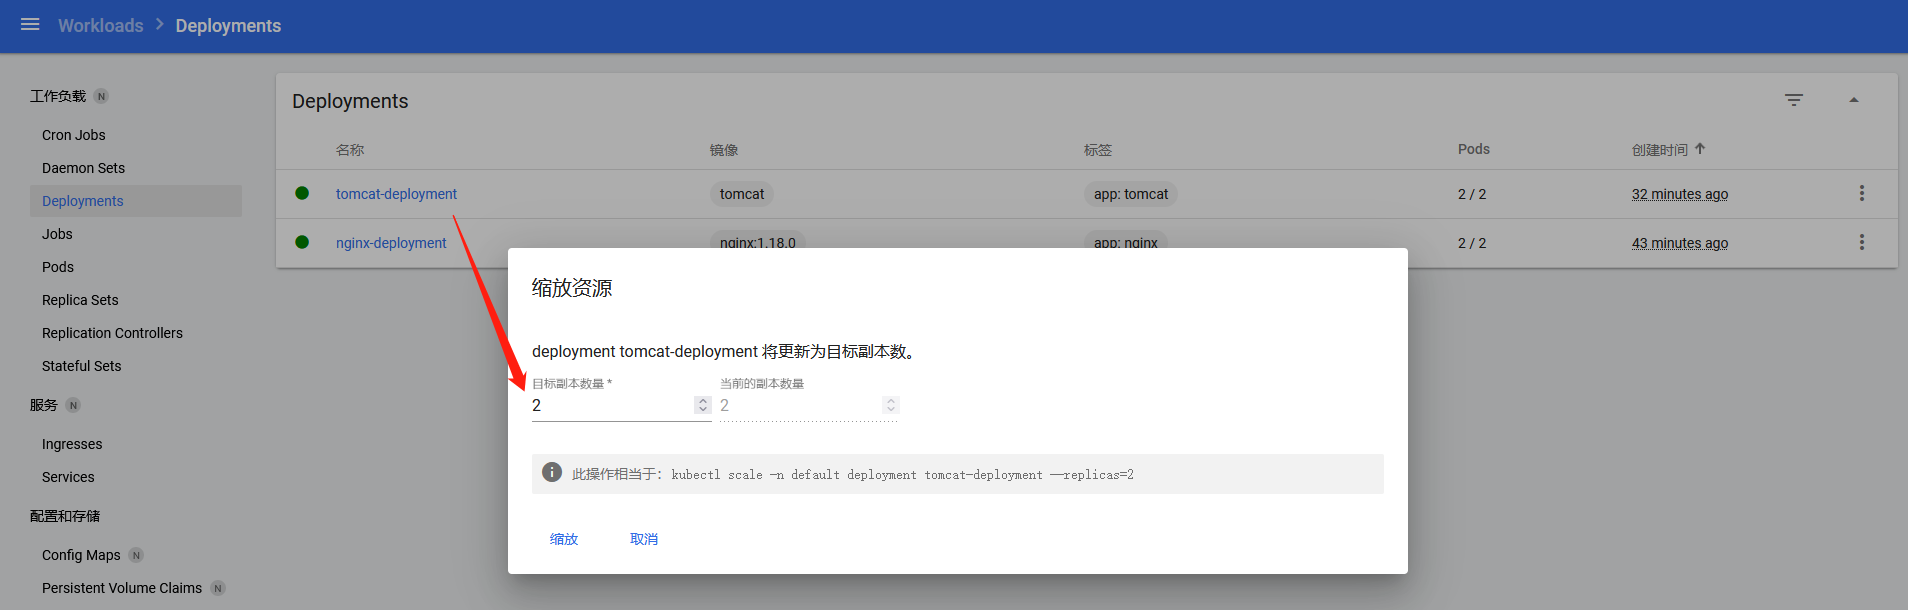 Workloads > Deployments
工作负载 N
Cron Jobs
Daemon Sets
Deployments
Jobs
Pods
Replica Sets
Replication Controllers
Stateful Sets
服务 N
Ingresses
Services
配置和存储
Config Maps N
Persistent Volume Claims N
Deployments
名称 镜像 标签 Pods 创建时间
tomcat-deployment tomcat app: tomcat 2 / 2 32 minutes ago
nginx-deployment nginx:1.18.0 app: nginx 2 / 2 43 minutes ago
缩放资源
deployment tomcat-deployment 将更新为目标副本数。
目标副本数量 * 当前的副本数量
2 2
此操作相当于: kubectl scale -n default deployment tomcat-deployment --replicas=2
缩放 取消